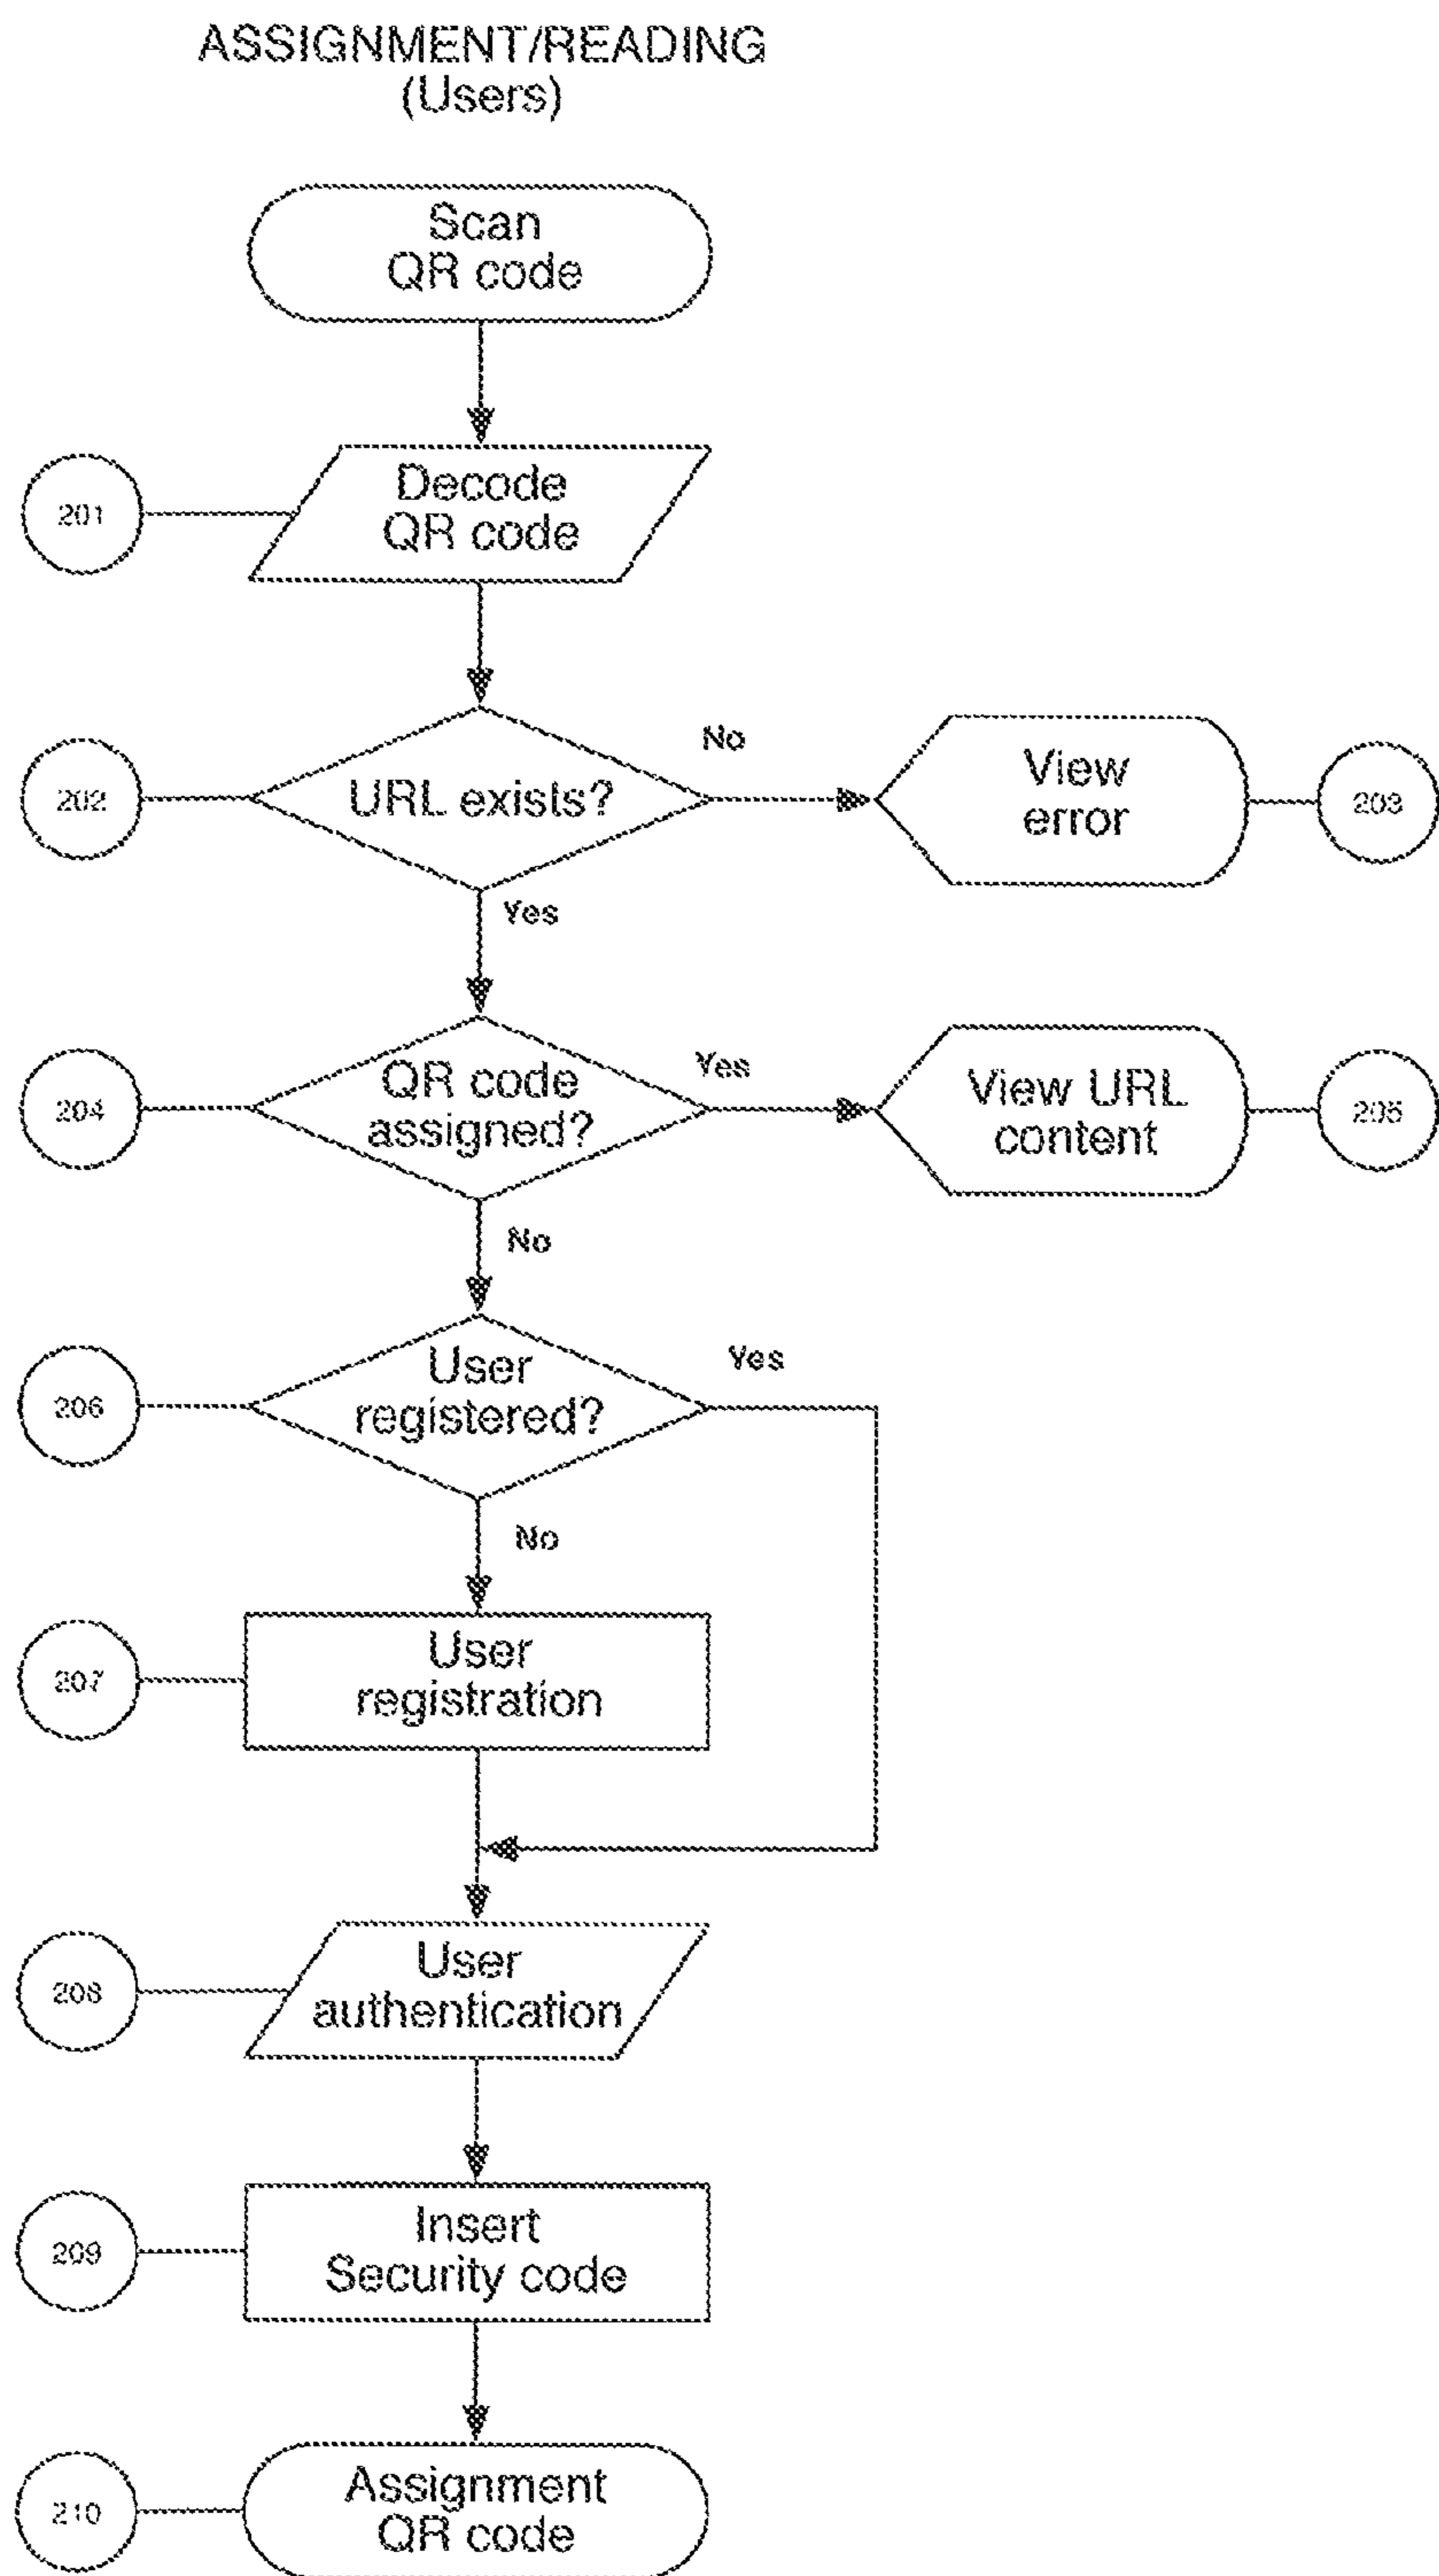 ASSIGNMENT/READING
(Users)
Scan
QR code
201
Decode
QR code
202
URL exists?
No
View
error
203
Yes
204
QR code
assigned?
Yes
View URL
content
205
No
206
User
registered?
Yes
No
207
User
registration
208
User
authentication
209
Insert
Security code
210
Assignment
QR code